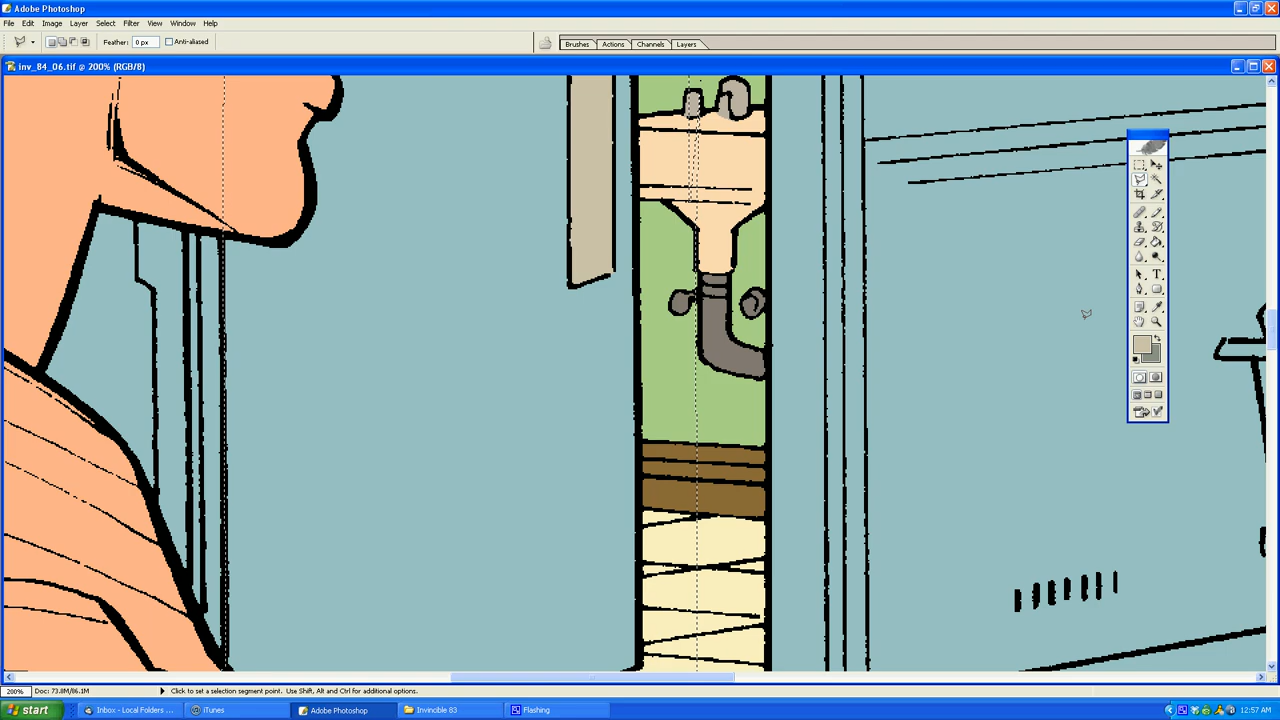 Adobe Photoshop
File Edit Image Layer Select Filter View Window Help
Feather: 0 px Anti-aliased Brushes Actions Channels Layers
inv_84_06.tif @ 200% (RGB/8)
T
200% Doc: 73.8M/86.1M Click to set a selection segment point. Use Shift, Alt and Ctrl for additional options.
start Inbox - Local Folders ... iTunes Adobe Photoshop Invincible 83 Flashing 12:57 AM